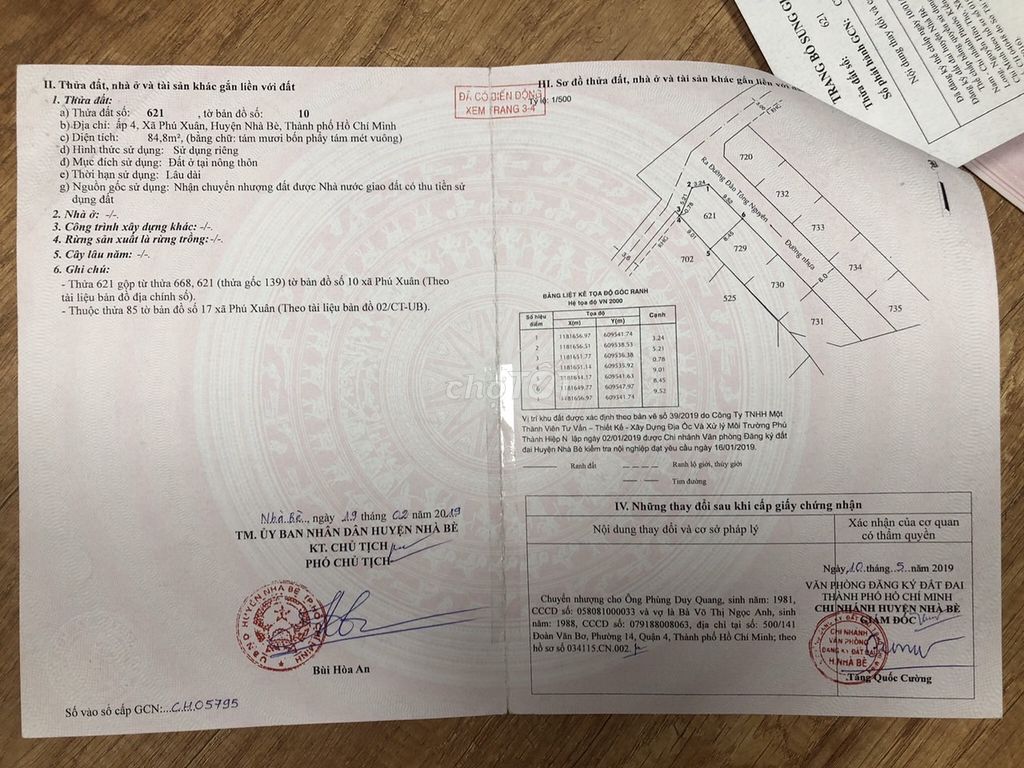 II. Thửa đất, nhà ở và tài sản khác gắn liền với đất
1. Thửa đất:
a) Thửa đất số: 621 , tờ bản đồ số: 10
b) Địa chỉ: ấp 4, Xã Phú Xuân, Huyện Nhà Bè, Thành phố Hồ Chí Minh
c) Diện tích: 84,8m², (bằng chữ: tám mươi bốn phẩy tám mét vuông)
d) Hình thức sử dụng: Sử dụng riêng
đ) Mục đích sử dụng: Đất ở tại nông thôn
e) Thời hạn sử dụng: Lâu dài
g) Nguồn gốc sử dụng: Nhận chuyển nhượng đất được Nhà nước giao đất có thu tiền sử
dụng đất
2. Nhà ở: -/-.
3. Công trình xây dựng khác: -/-.
4. Rừng sản xuất là rừng trồng: -/-.
5. Cây lâu năm: -/-.
6. Ghi chú:
- Thửa 621 gộp từ thửa 668, 621 (thửa gốc 139) tờ bản đồ số 10 xã Phú Xuân (Theo
tài liệu bản đồ địa chính số).
- Thuộc thửa 85 tờ bản đồ số 17 xã Phú Xuân (Theo tài liệu bản đồ 02/CT-UB).
Nhà Bè, ngày 19 tháng 02 năm 2019
TM. ỦY BAN NHÂN DÂN HUYỆN NHÀ BÈ
KT. CHỦ TỊCH
PHÓ CHỦ TỊCH
Bùi Hòa An
Số vào sổ cấp GCN: CH05795
ĐÃ CÓ BIẾN ĐỘNG
XEM TRANG 3-4
III. Sơ đồ thửa đất, nhà ở và tài sản khác gắn liền với
Tỷ lệ: 1/500
720
732
733
734
735
621
729
730
731
702
525
Ra Đường Đào Tông Nguyên
Đường nhựa 6.0
BẢNG LIỆT KÊ TỌA ĐỘ GÓC RANH
Hệ tọa độ VN 2000
Số hiệu điểm Tọa độ Cạnh
X(m) Y(m)
1 1181656.97 609541.74 3.24
2 1181656.51 609538.53 5.21
3 1181651.77 609536.38 0.78
1181651.14 609535.92 9.01
609541.63 8.45
6 1181649.77 609547.97 9.52
1181656.97 609541.74
chợTỐT
Vị trí khu đất được xác định theo bản vẽ số 39/2019 do Công Ty TNHH Một
Thành Viên Tư Vấn – Thiết Kế - Xây Dựng Địa Ốc Và Xử lý Môi Trường Phú
Thành Hiệp N lập ngày 02/01/2019 được Chi nhánh Văn phòng Đăng ký đất
đai Huyện Nhà Bè kiểm tra nội nghiệp đạt yêu cầu ngày 16/01/2019.
Ranh đất Ranh lộ giới, thủy giới
Tim đường
IV. Những thay đổi sau khi cấp giấy chứng nhận
Nội dung thay đổi và cơ sở pháp lý
Xác nhận của cơ quan
có thẩm quyền
Chuyển nhượng cho Ông Phùng Duy Quang, sinh năm: 1981,
CCCD số: 058081000033 và vợ là Bà Võ Thị Ngọc Anh, sinh
năm: 1988, CCCD số: 079188008063, địa chỉ tại số: 500/141
Đoàn Văn Bơ, Phường 14, Quận 4, Thành phố Hồ Chí Minh; theo
hồ sơ số 034115.CN.002.
Ngày 10 tháng 5 năm 2019
VĂN PHÒNG ĐĂNG KÝ ĐẤT ĐAI
THÀNH PHỐ HỒ CHÍ MINH
CHI NHÁNH HUYỆN NHÀ BÈ
GIÁM ĐỐC
CHI NHÁNH
VĂN PHÒNG
ĐĂNG KÝ ĐẤT ĐAI
H.NHÀ BÈ
Tăng Quốc Cường
TRANG BỔ SUNG
Thửa đất số: 621
Số phát hành GCN:
Nội dung thay đổi và